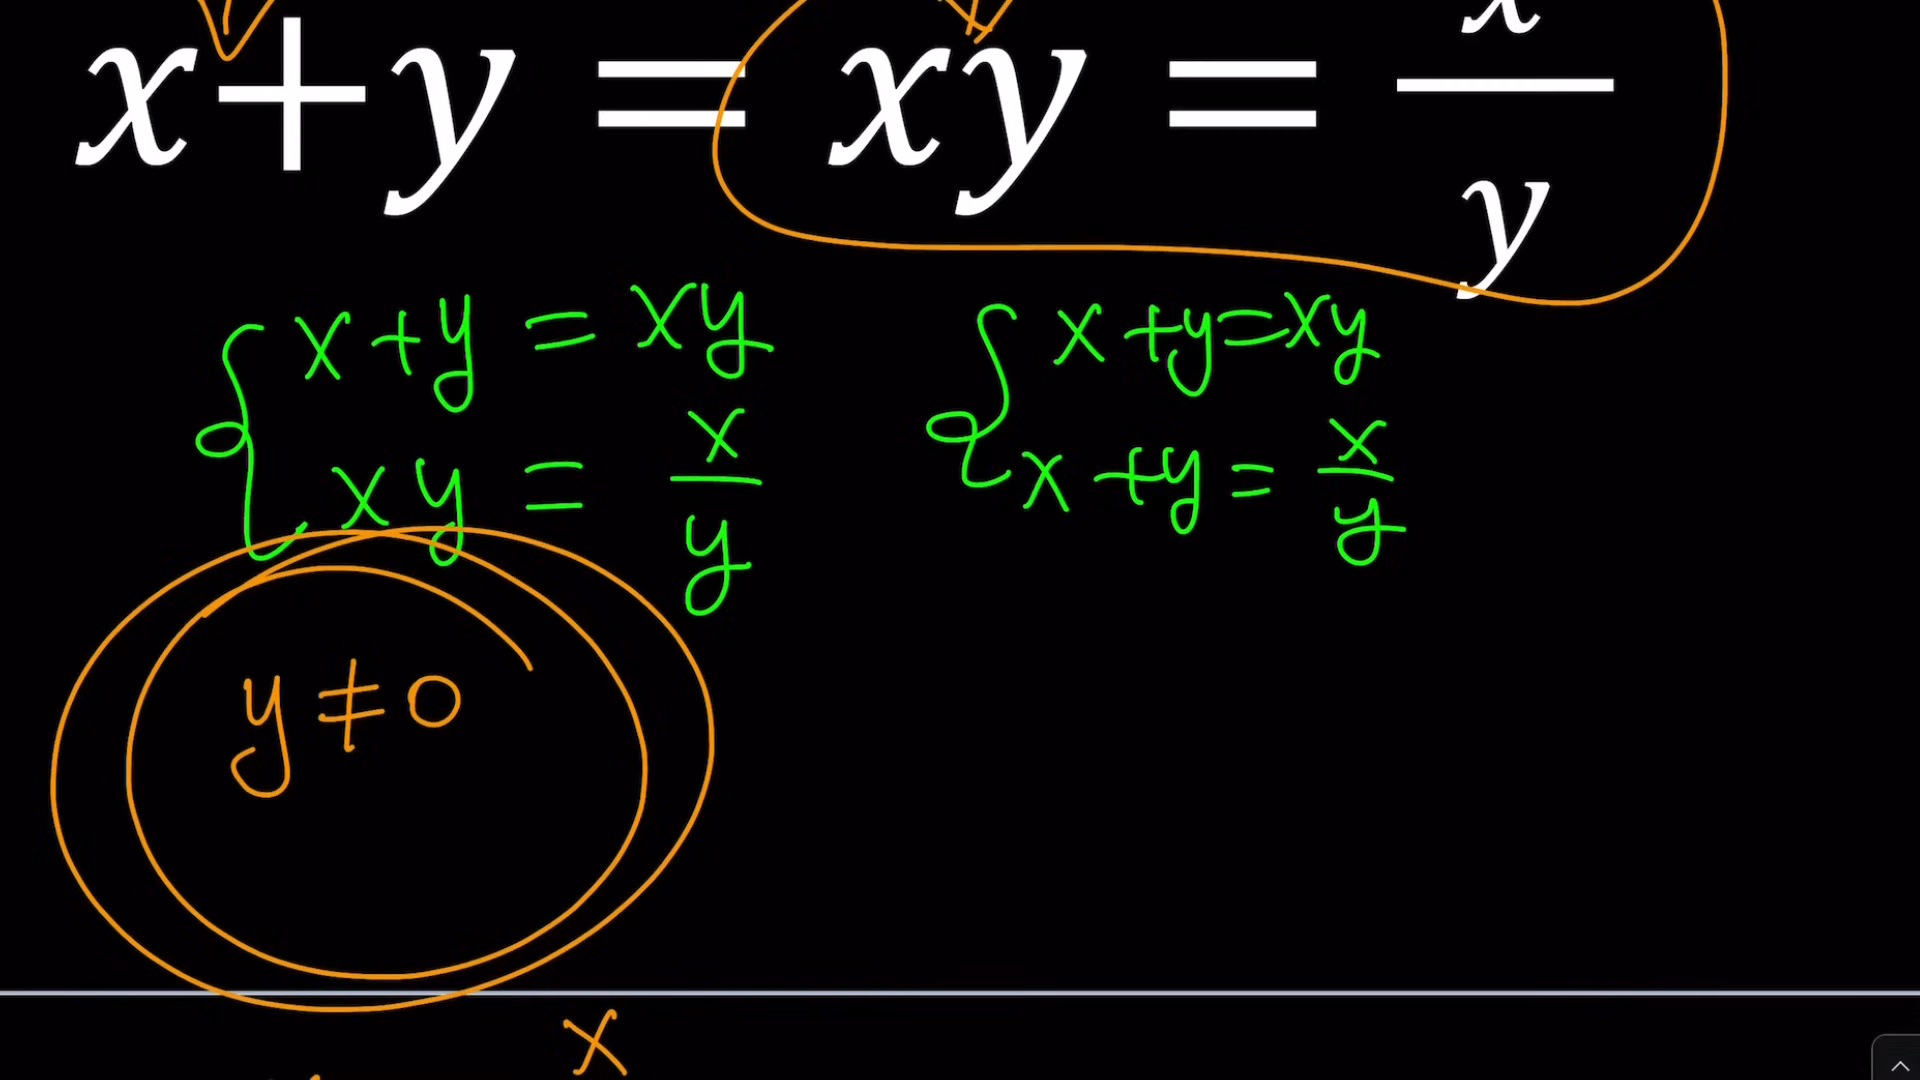 x+y = xy = x/y
x+y = xy
xy = x/y
x+y=xy
x+y = x/y
y≠0
x